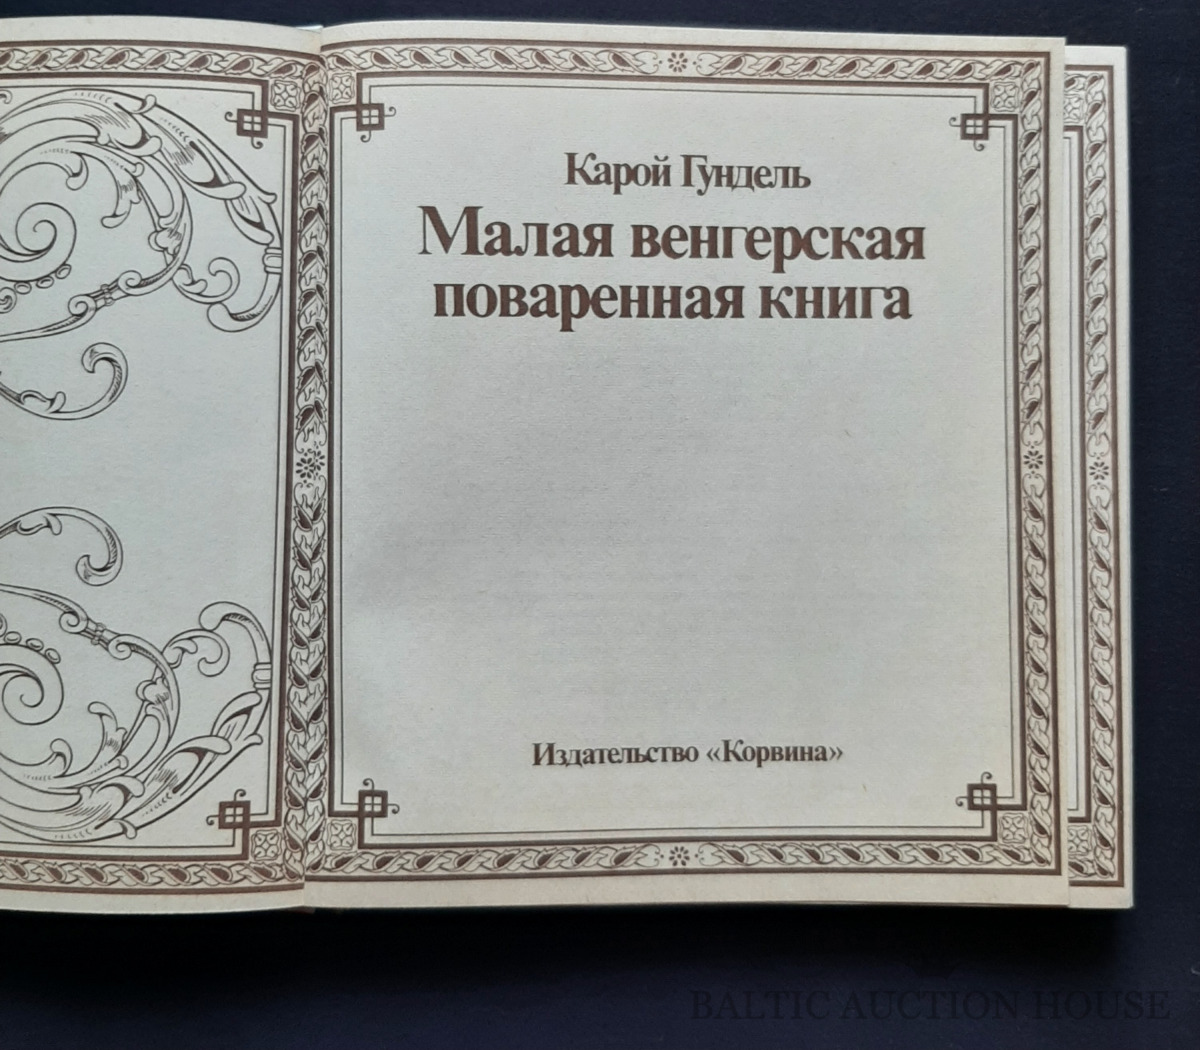 Карой Гундель
Малая венгерская
поваренная книга
Издательство «Корвина»
BALTIC AUCTION HOUSE